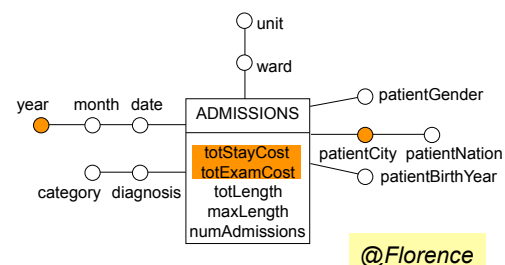 unit
ward
year month date
ADMISSIONS
patientGender
totStayCost
totExamCost
totLength
maxLength
numAdmissions
patientCity patientNation
patientBirthYear
category diagnosis
@Florence